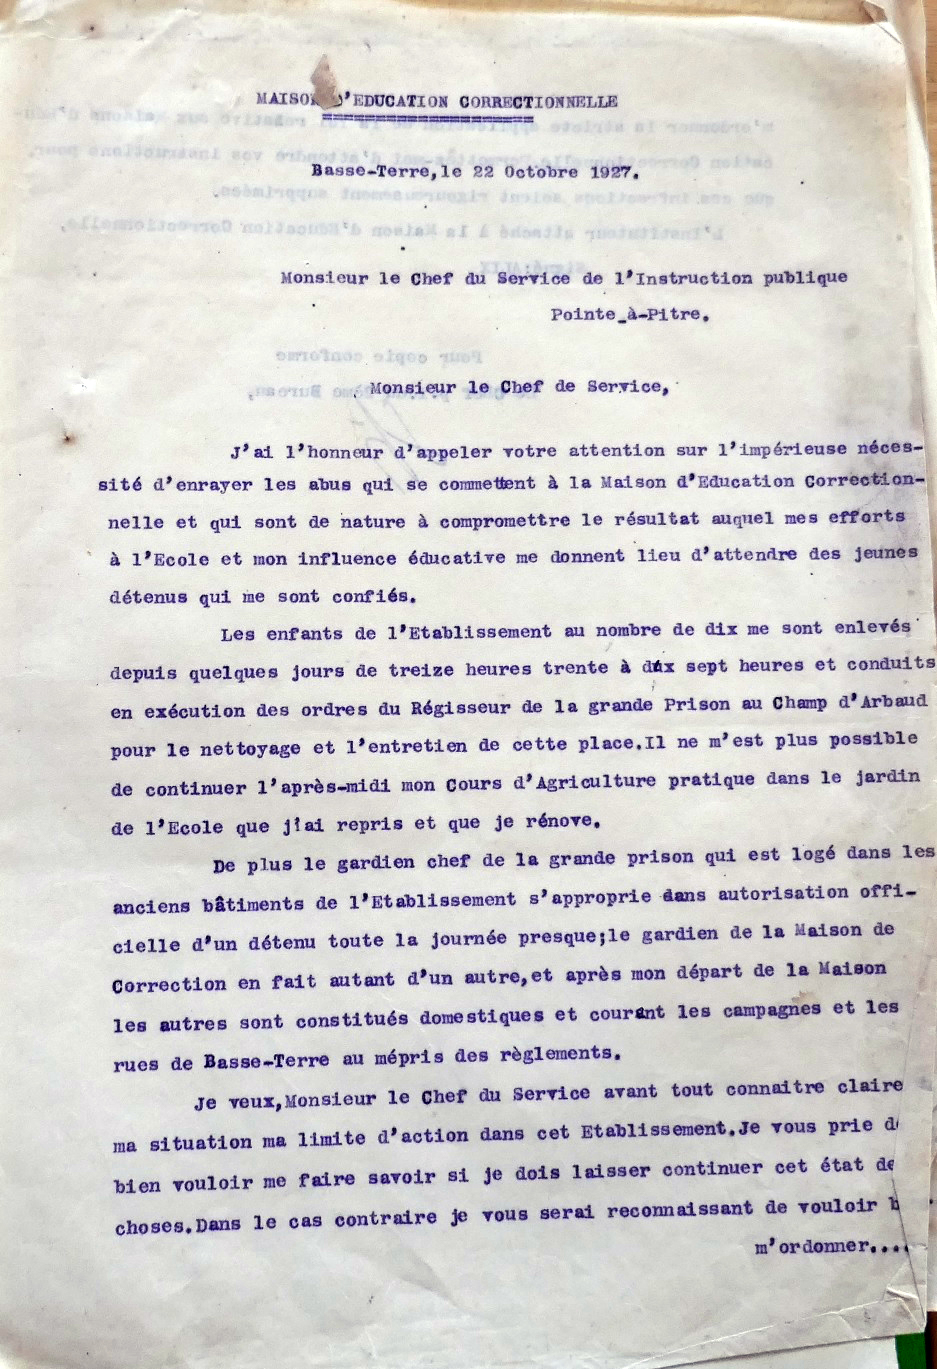 MAISON D'EDUCATION CORRECTIONNELLE
Basse-Terre,le 22 Octobre 1927.
Monsieur le Chef du Service de l'Instruction publique
Pointe_à-Pitre.
Monsieur le Chef de Service,
J'ai l'honneur d'appeler votre attention sur l'impérieuse néces-
sité d'enrayer les abus qui se commettent à la Maison d'Education Correction-
nelle et qui sont de nature à compromettre le résultat auquel mes efforts
à l'Ecole et mon influence éducative me donnent lieu d'attendre des jeunes
détenus qui me sont confiés.
Les enfants de l'Etablissement au nombre de dix me sont enlevés
depuis quelques jours de treize heures trente à dix sept heures et conduits
en exécution des ordres du Régisseur de la grande Prison au Champ d'Arbaud
pour le nettoyage et l'entretien de cette place.Il ne m'est plus possible
de continuer l'après-midi mon Cours d'Agriculture pratique dans le jardin
de l'Ecole que j'ai repris et que je rénove.
De plus le gardien chef de la grande prison qui est logé dans les
anciens bâtiments de l'Etablissement s'approprie dans autorisation offi-
cielle d'un détenu toute la journée presque;le gardien de la Maison de
Correction en fait autant d'un autre,et après mon départ de la Maison
les autres sont constitués domestiques et courant les campagnes et les
rues de Basse-Terre au mépris des règlements.
Je veux,Monsieur le Chef du Service avant tout connaitre claire
ma situation ma limite d'action dans cet Etablissement.Je vous prie d
bien vouloir me faire savoir si je dois laisser continuer cet état de
choses.Dans le cas contraire je vous serai reconnaissant de vouloir b
m'ordonner....